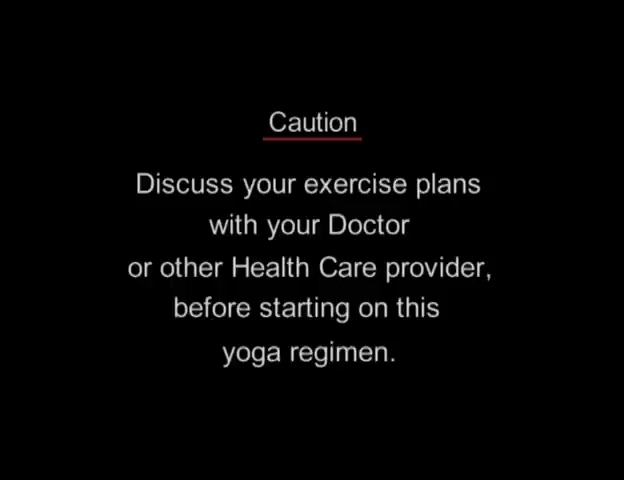 Caution
Discuss your exercise plans
with your Doctor
or other Health Care provider,
before starting on this
yoga regimen.